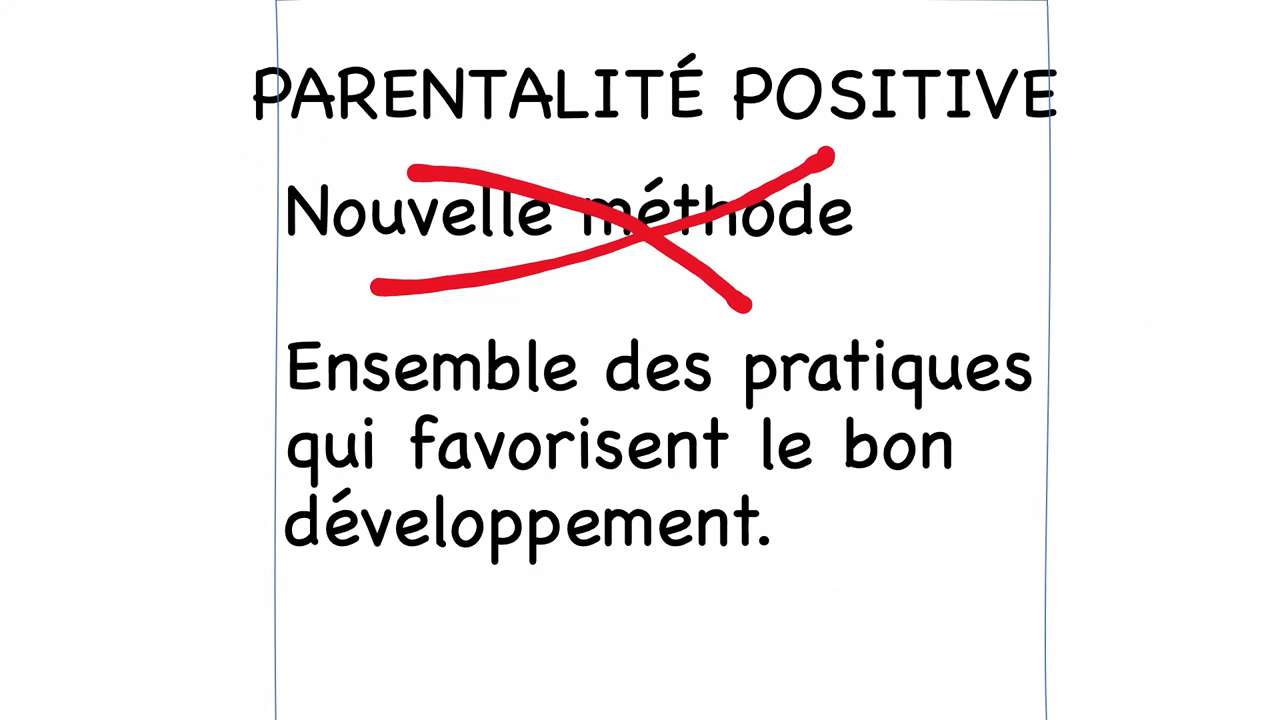 PARENTALITÉ POSITIVE
Nouvelle méthode
Ensemble des pratiques
qui favorisent le bon
développement.